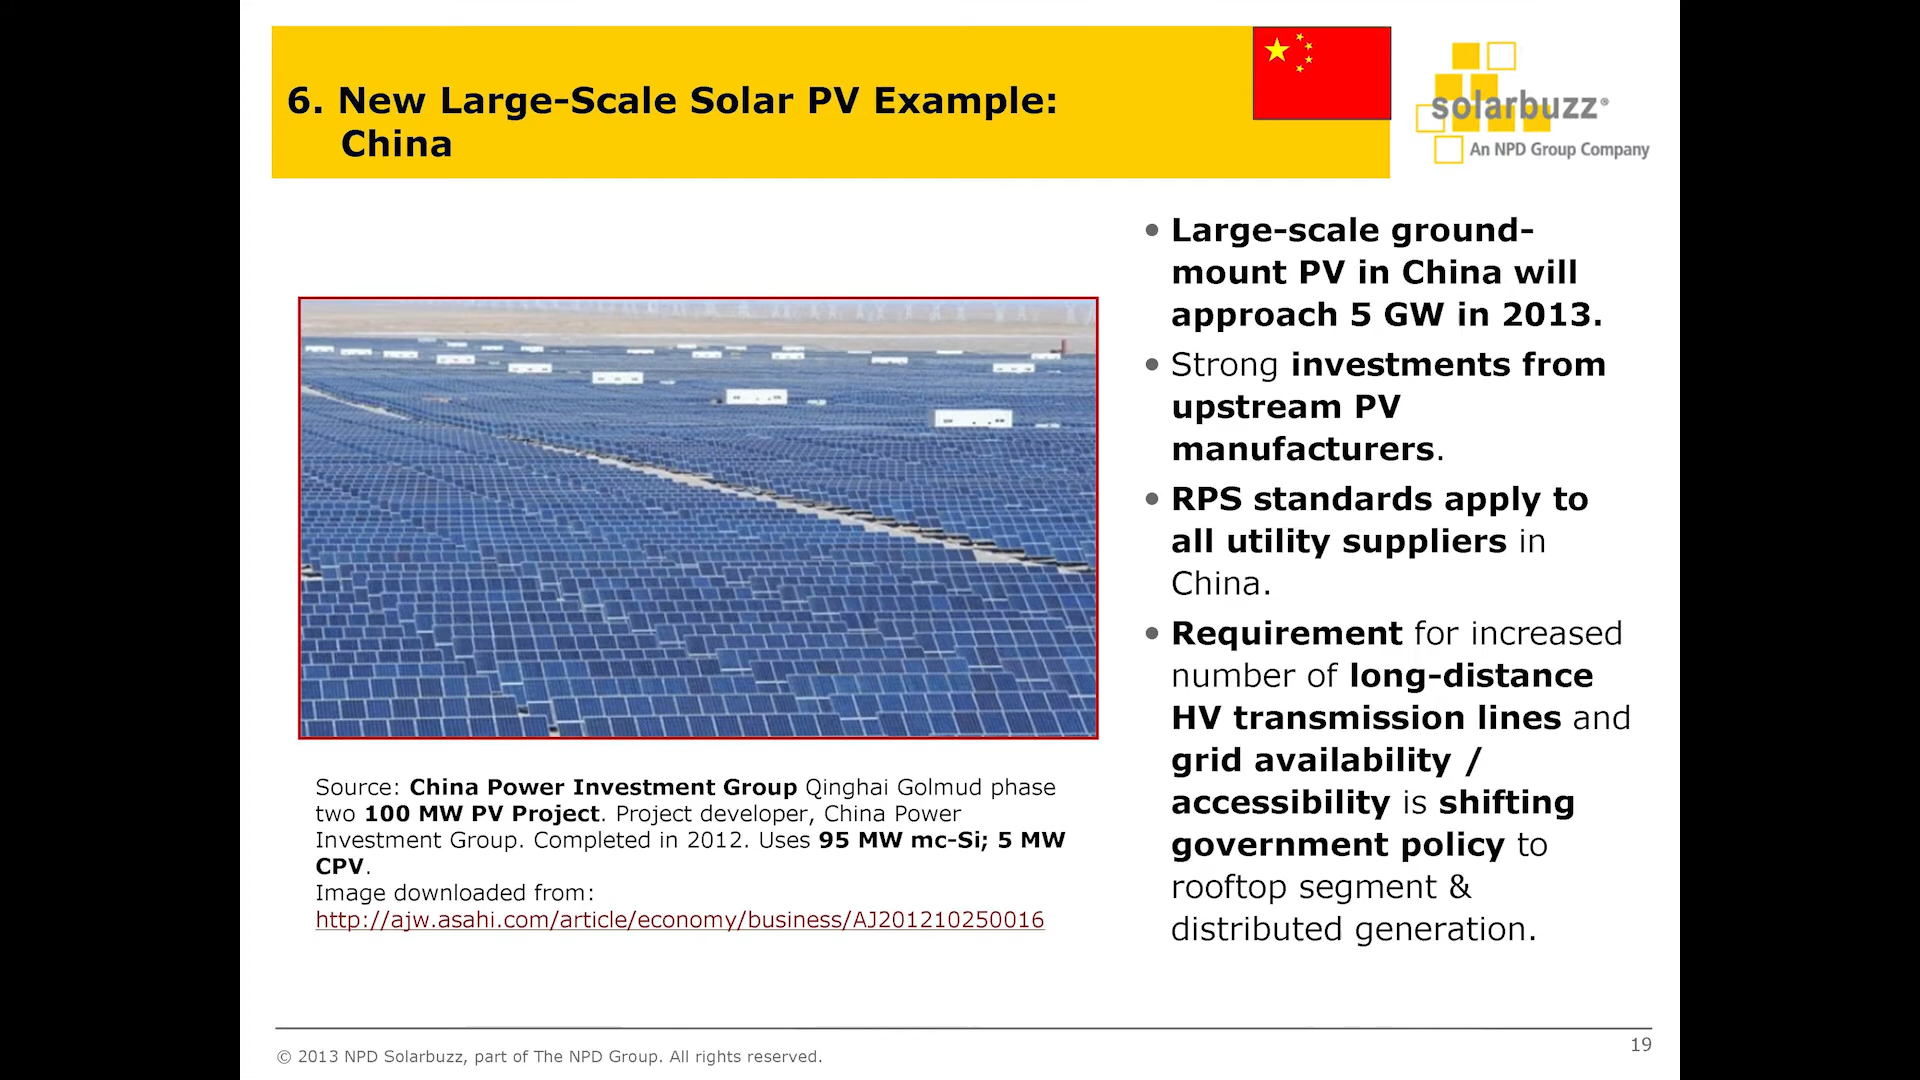 6. New Large-Scale Solar PV Example:
China
solarbuzz®
An NPD Group Company
• Large-scale ground-
mount PV in China will
approach 5 GW in 2013.
• Strong investments from
upstream PV
manufacturers.
• RPS standards apply to
all utility suppliers in
China.
• Requirement for increased
number of long-distance
HV transmission lines and
grid availability /
accessibility is shifting
government policy to
rooftop segment &
distributed generation.
Source: China Power Investment Group Qinghai Golmud phase
two 100 MW PV Project. Project developer, China Power
Investment Group. Completed in 2012. Uses 95 MW mc-Si; 5 MW
CPV.
Image downloaded from:
http://ajw.asahi.com/article/economy/business/AJ201210250016
© 2013 NPD Solarbuzz, part of The NPD Group. All rights reserved.
19